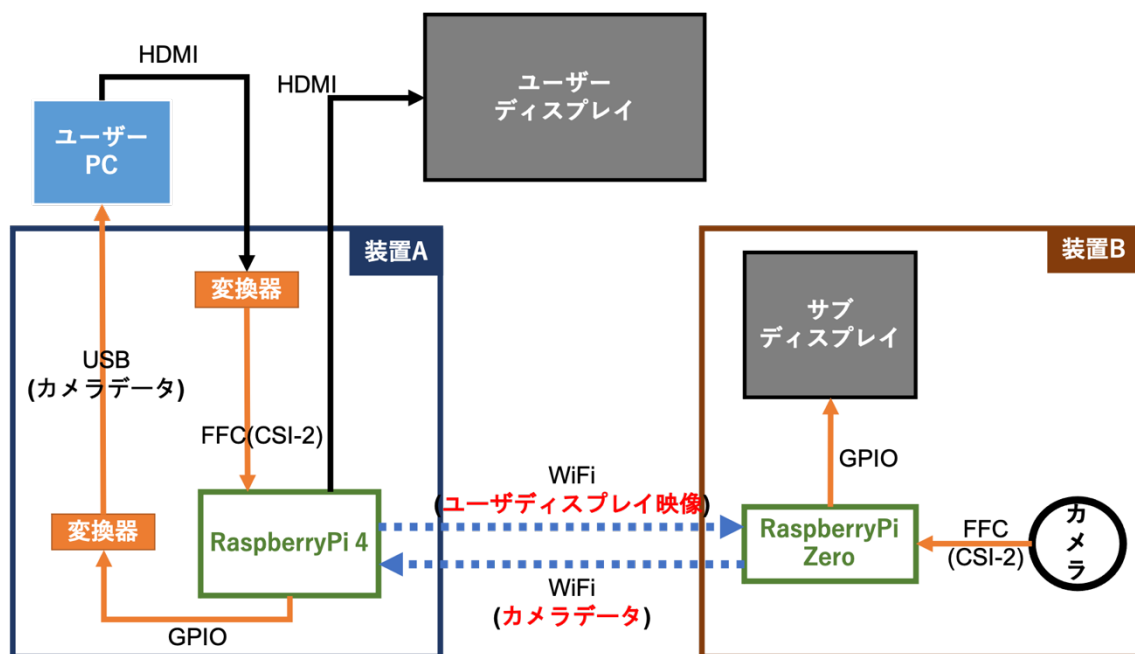 HDMI
HDMI
ユーザー
ディスプレイ
ユーザー
PC
装置A
装置B
変換器
サブ
ディスプレイ
USB
(カメラデータ)
FFC(CSI-2)
GPIO
WiFi
(ユーザディスプレイ映像)
変換器
RaspberryPi 4
RaspberryPi
Zero
FFC
(CSI-2)
カメラ
WiFi
(カメラデータ)
GPIO